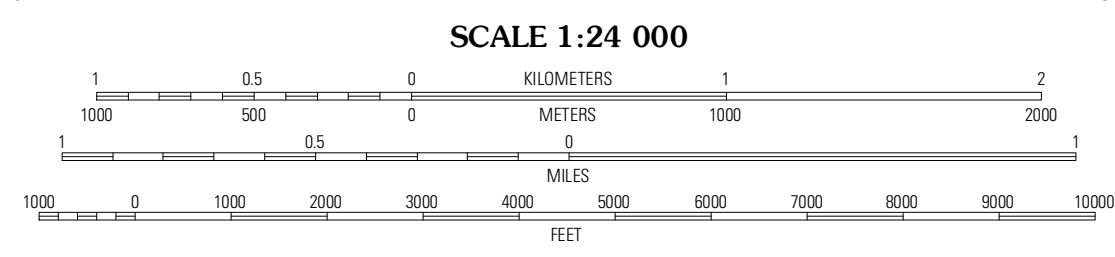 SCALE 1:24 000
1 0.5 0 KILOMETERS 1 2
1000 500 0 METERS 1000 2000
1 0.5 0 1
MILES
1000 0 1000 2000 3000 4000 5000 6000 7000 8000 9000 10000
FEET